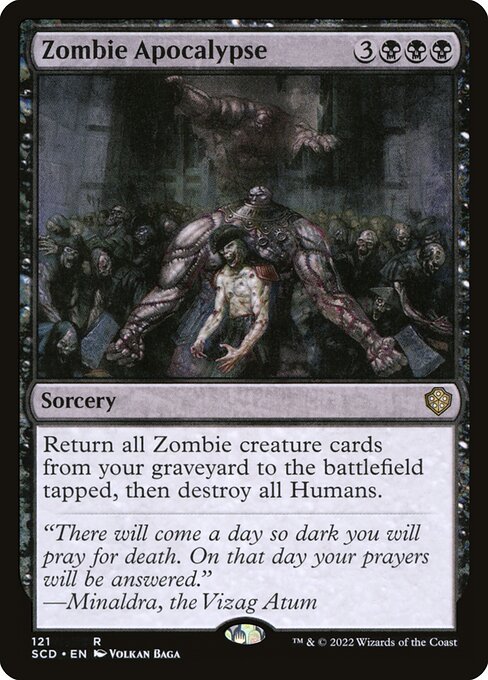 Zombie Apocalypse 3
Sorcery
Return all Zombie creature cards
from your graveyard to the battlefield
tapped, then destroy all Humans.
“There will come a day so dark you will
pray for death. On that day your prayers
will be answered.”
—Minaldra, the Vizag Atum
121 R
SCD • EN Volkan Baga
™ & © 2022 Wizards of the Coast